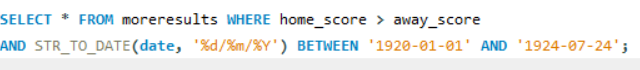 SELECT * FROM moreresults WHERE home_score > away_score
AND STR_TO_DATE(date, '%d/%m/%Y') BETWEEN '1920-01-01' AND '1924-07-24';